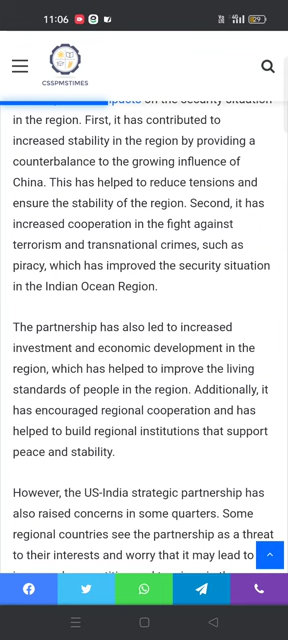 11:06
29
CSSPMSTIMES
impacts on the security situation
in the region. First, it has contributed to
increased stability in the region by providing a
counterbalance to the growing influence of
China. This has helped to reduce tensions and
ensure the stability of the region. Second, it has
increased cooperation in the fight against
terrorism and transnational crimes, such as
piracy, which has improved the security situation
in the Indian Ocean Region.
The partnership has also led to increased
investment and economic development in the
region, which has helped to improve the living
standards of people in the region. Additionally, it
has encouraged regional cooperation and has
helped to build regional institutions that support
peace and stability.
However, the US-India strategic partnership has
also raised concerns in some quarters. Some
regional countries see the partnership as a threat
to their interests and worry that it may lead to